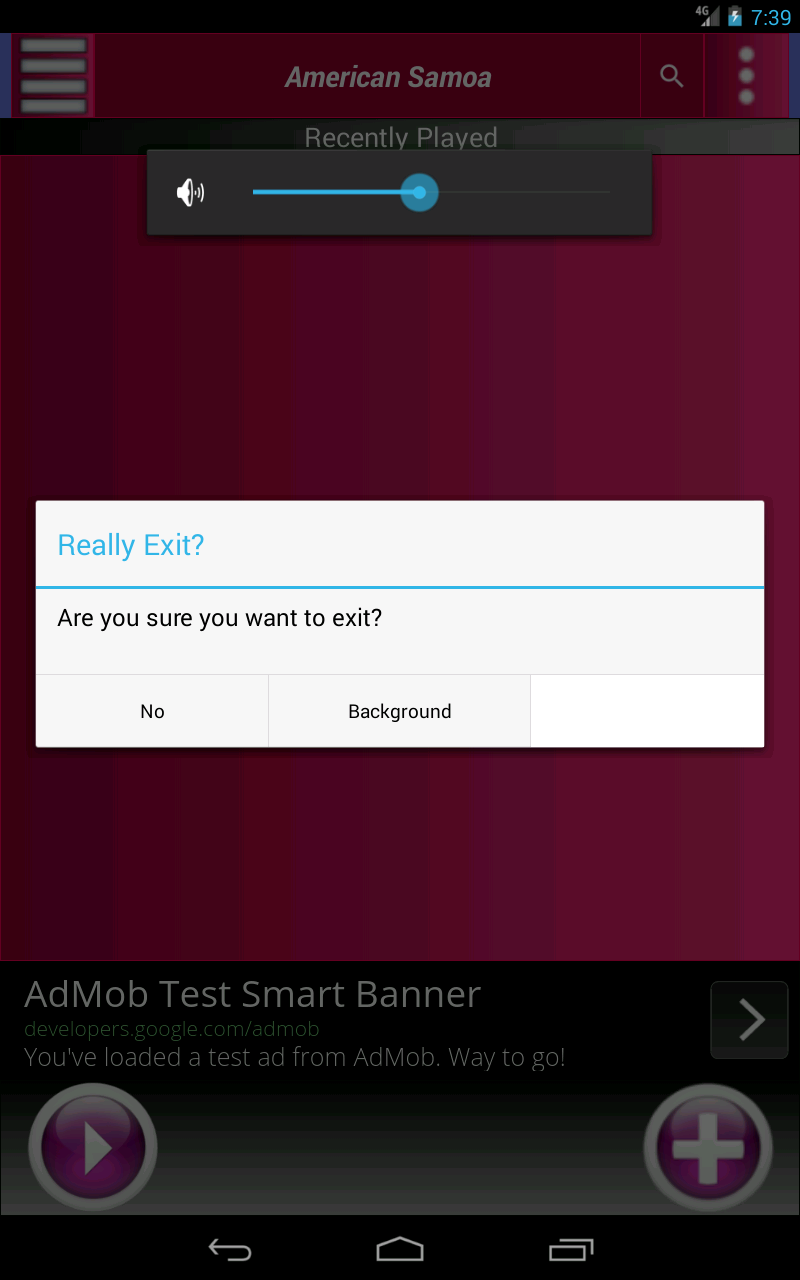 4G 7:39
American Samoa
Recently Played
Really Exit?
Are you sure you want to exit?
No
Background
AdMob Test Smart Banner
developers.google.com/admob
You've loaded a test ad from AdMob. Way to go!